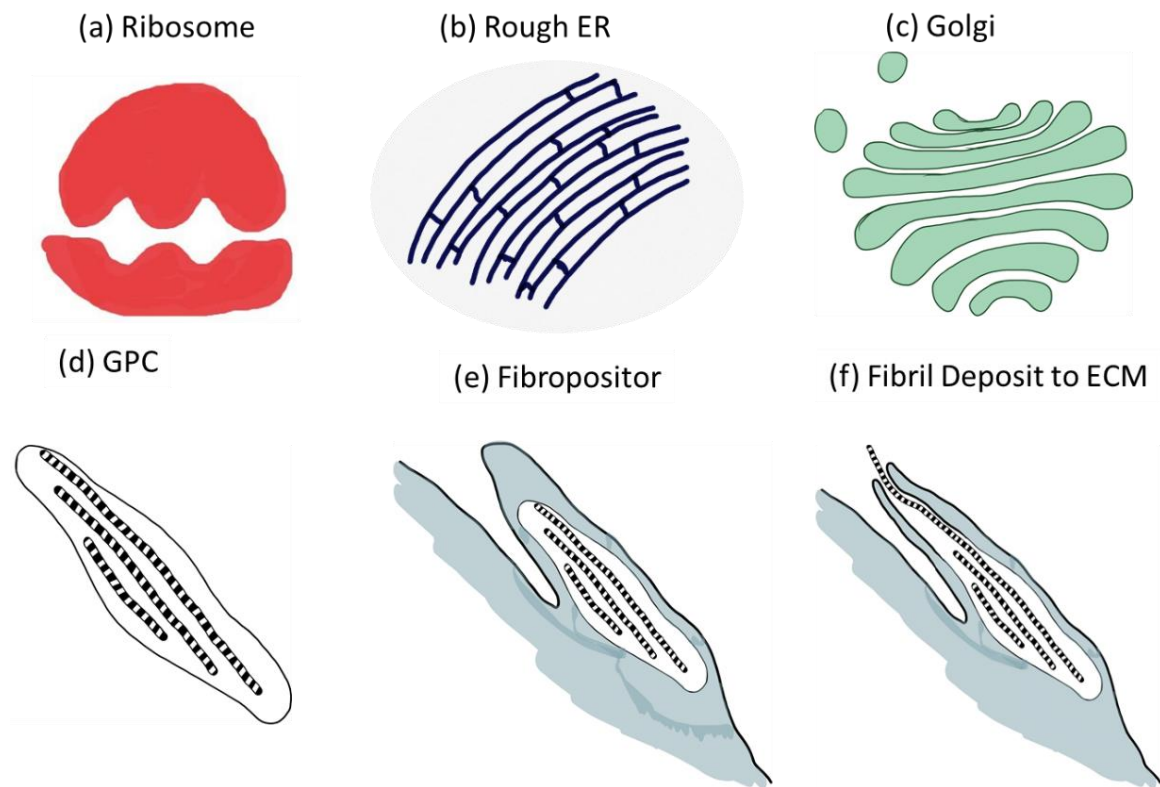 (a) Ribosome
(b) Rough ER
(c) Golgi
(d) GPC
(e) Fibropositor
(f) Fibril Deposit to ECM